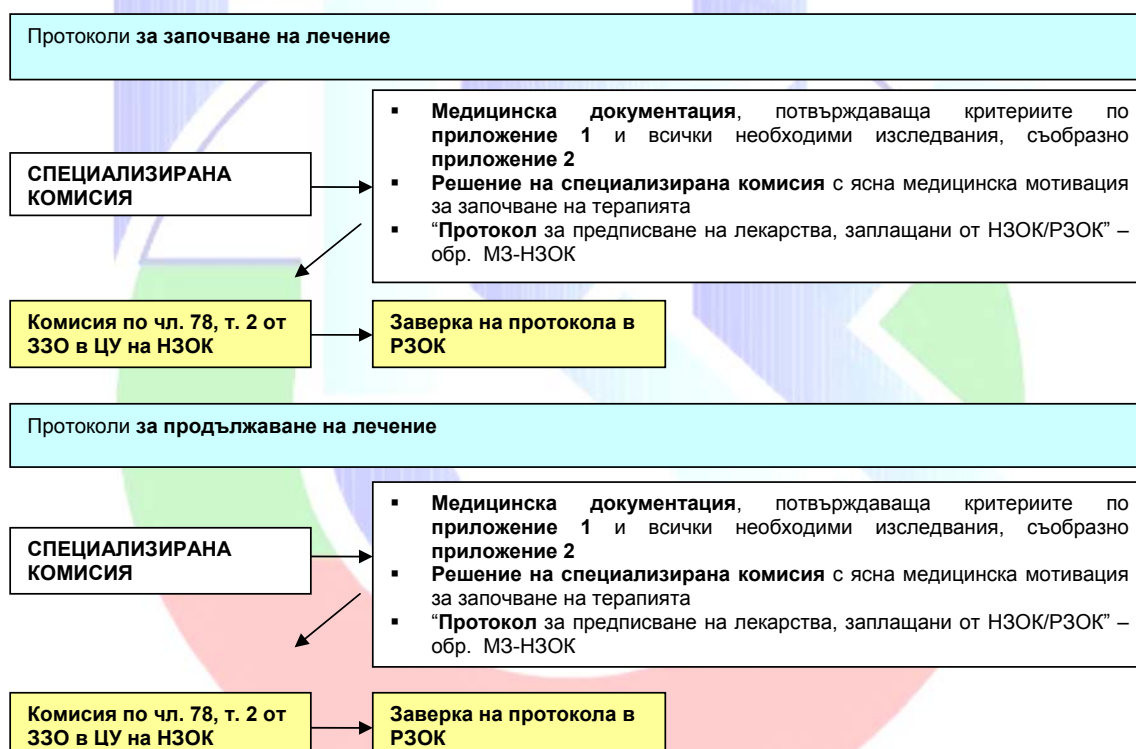 Протоколи за започване на лечение
СПЕЦИАЛИЗИРАНА
КОМИСИЯ
▪ Медицинска документация, потвърждаваща критериите по
приложение 1 и всички необходими изследвания, съобразно
приложение 2
▪ Решение на специализирана комисия с ясна медицинска мотивация
за започване на терапията
▪ “Протокол за предписване на лекарства, заплащани от НЗОК/РЗОК” –
обр. МЗ-НЗОК
Комисия по чл. 78, т. 2 от
ЗЗО в ЦУ на НЗОК
Заверка на протокола в
РЗОК
Протоколи за продължаване на лечение
СПЕЦИАЛИЗИРАНА
КОМИСИЯ
▪ Медицинска документация, потвърждаваща критериите по
приложение 1 и всички необходими изследвания, съобразно
приложение 2
▪ Решение на специализирана комисия с ясна медицинска мотивация
за започване на терапията
▪ “Протокол за предписване на лекарства, заплащани от НЗОК/РЗОК” –
обр. МЗ-НЗОК
Комисия по чл. 78, т. 2 от
ЗЗО в ЦУ на НЗОК
Заверка на протокола в
РЗОК